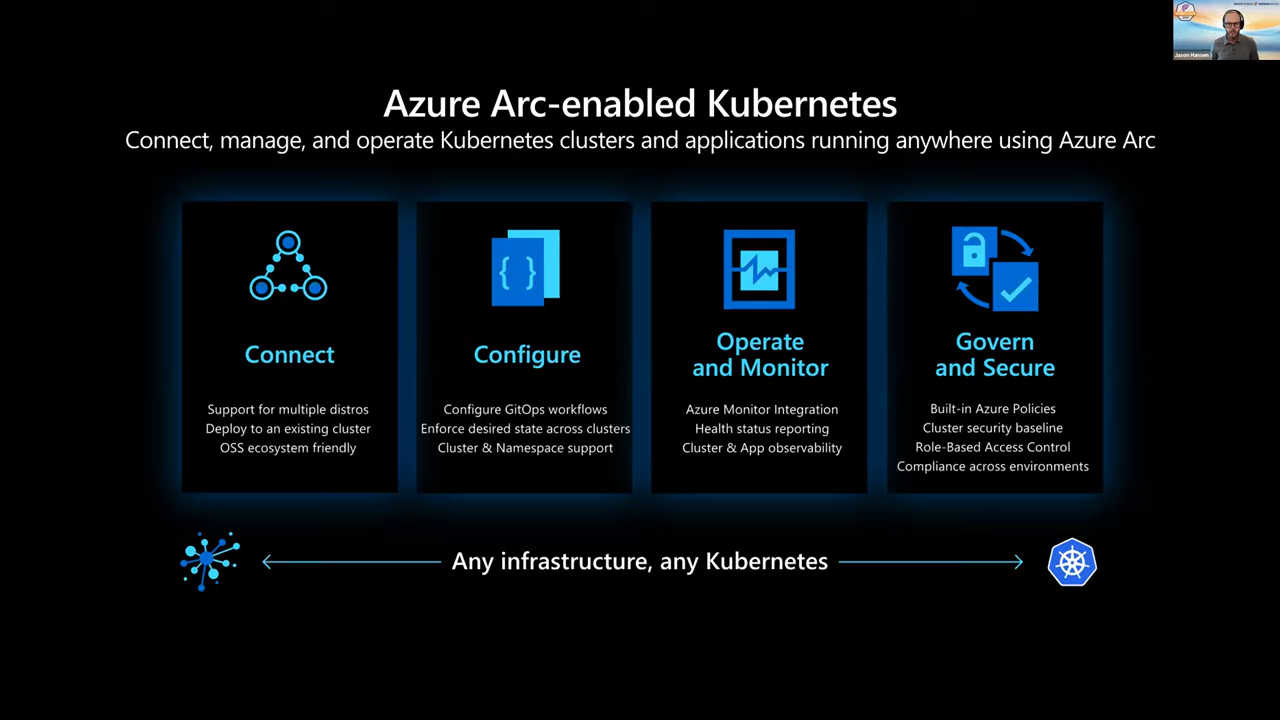 Azure Arc-enabled Kubernetes
Connect, manage, and operate Kubernetes clusters and applications running anywhere using Azure Arc
Jason Hansen
Connect
Support for multiple distros
Deploy to an existing cluster
OSS ecosystem friendly
{ }
Configure
Configure GitOps workflows
Enforce desired state across clusters
Cluster & Namespace support
Operate
and Monitor
Azure Monitor Integration
Health status reporting
Cluster & App observability
Govern
and Secure
Built-in Azure Policies
Cluster security baseline
Role-Based Access Control
Compliance across environments
Any infrastructure, any Kubernetes